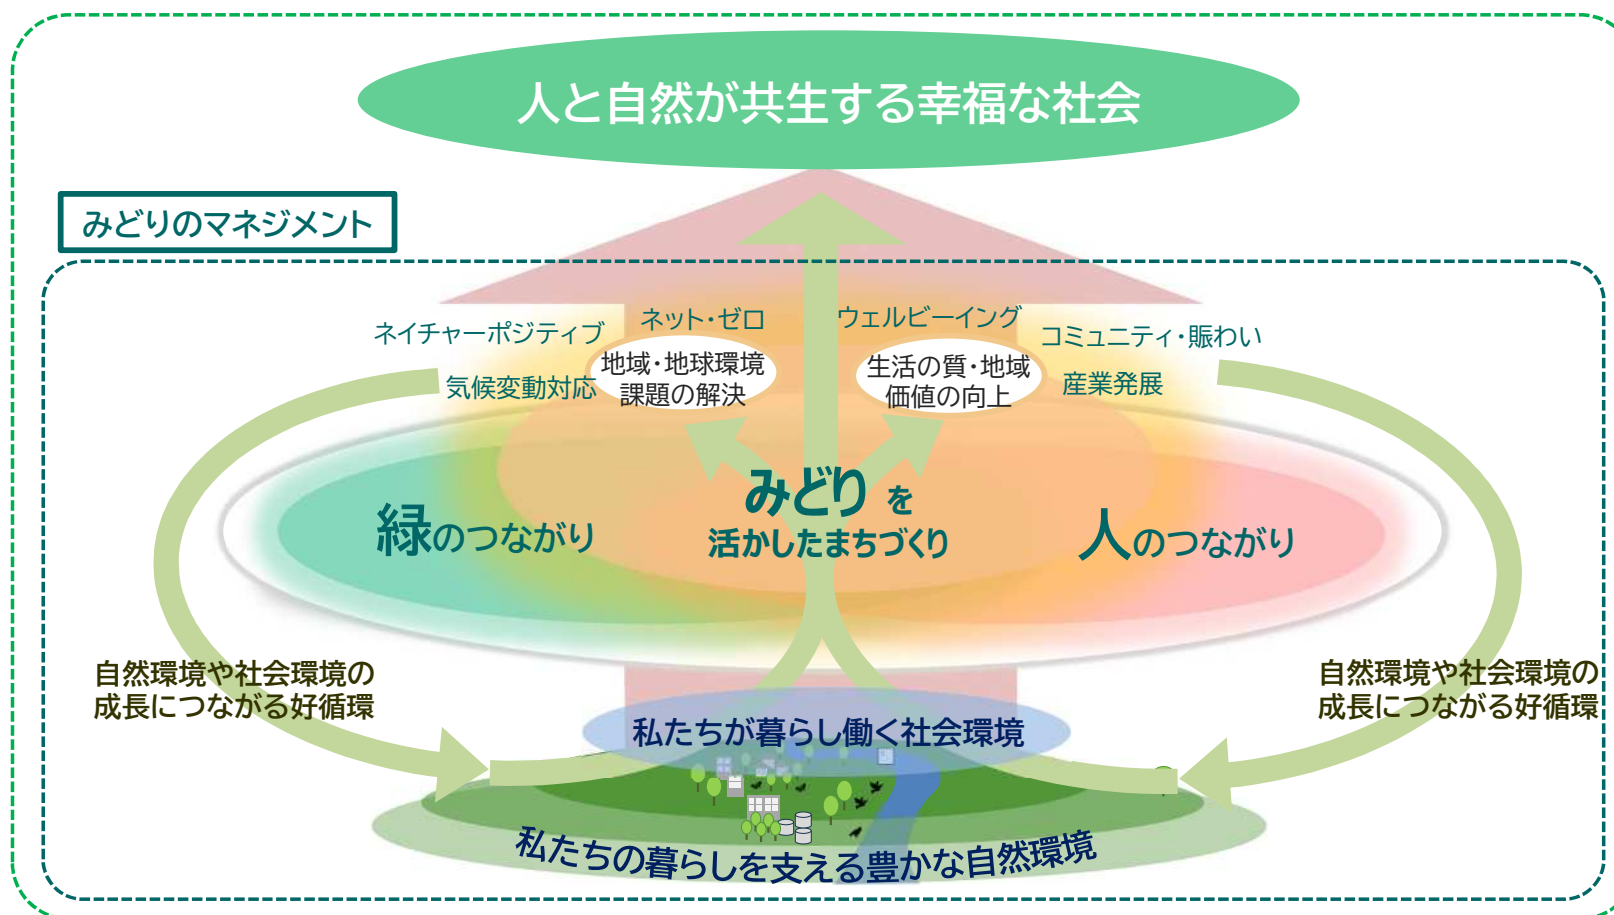 人と自然が共生する幸福な社会
みどりのマネジメント
ネイチャーポジティブ
ネット・ゼロ
ウェルビーイング
コミュニティ・賑わい
気候変動対応
地域・地球環境
課題の解決
生活の質・地域
価値の向上
産業発展
緑のつながり
みどり を
活かしたまちづくり
人のつながり
自然環境や社会環境の
成長につながる好循環
自然環境や社会環境の
成長につながる好循環
私たちが暮らし働く社会環境
私たちの暮らしを支える豊かな自然環境